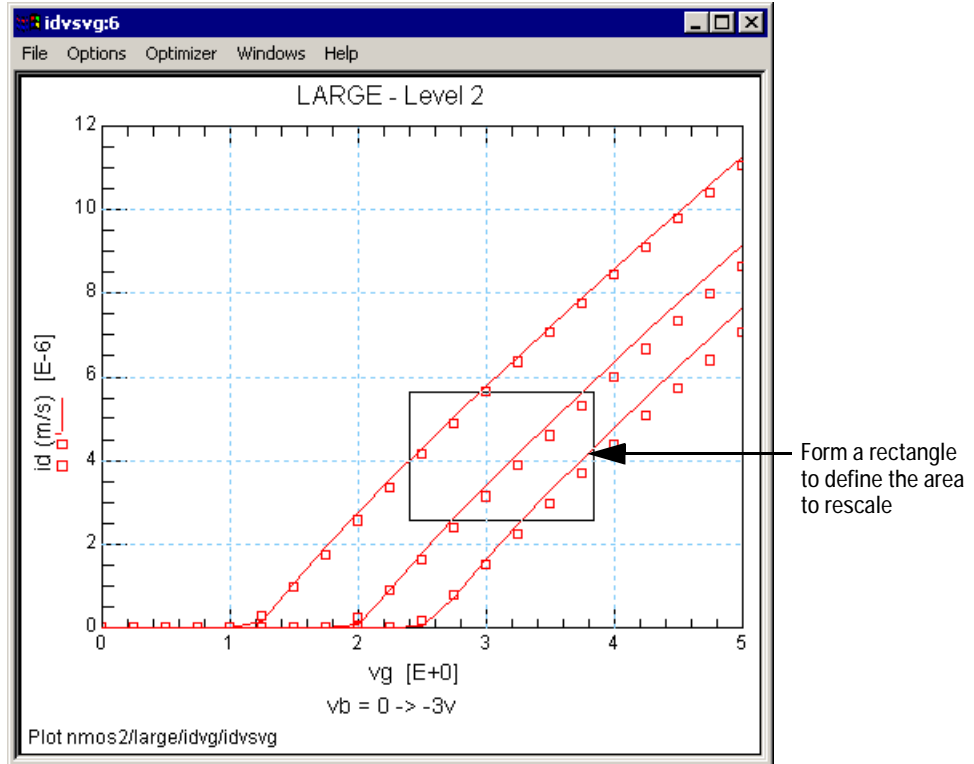 idvsvg:6
File Options Optimizer Windows Help
LARGE - Level 2
12
10
8
6
4
2
0
id (m/s) [E-6]
0 1 2 3 4 5
vg [E+0]
vb = 0 -> -3v
Plot nmos2/large/idvg/idvsvg
Form a rectangle
to define the area
to rescale